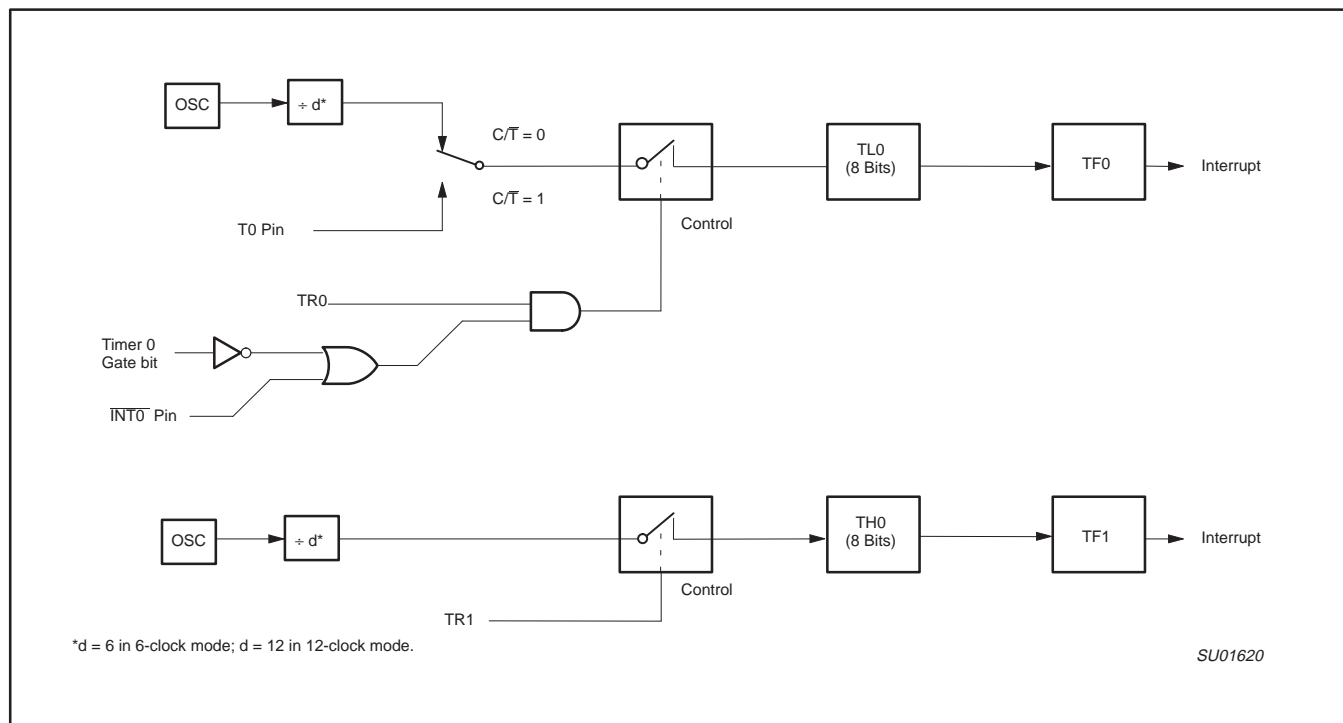 OSC
÷ d*
C/T̅ = 0
C/T̅ = 1
T0 Pin
Control
TL0
(8 Bits)
TF0
Interrupt
TR0
Timer 0
Gate bit
I̅N̅T̅0̅ Pin
OSC
÷ d*
Control
TH0
(8 Bits)
TF1
Interrupt
TR1
*d = 6 in 6-clock mode; d = 12 in 12-clock mode.
SU01620